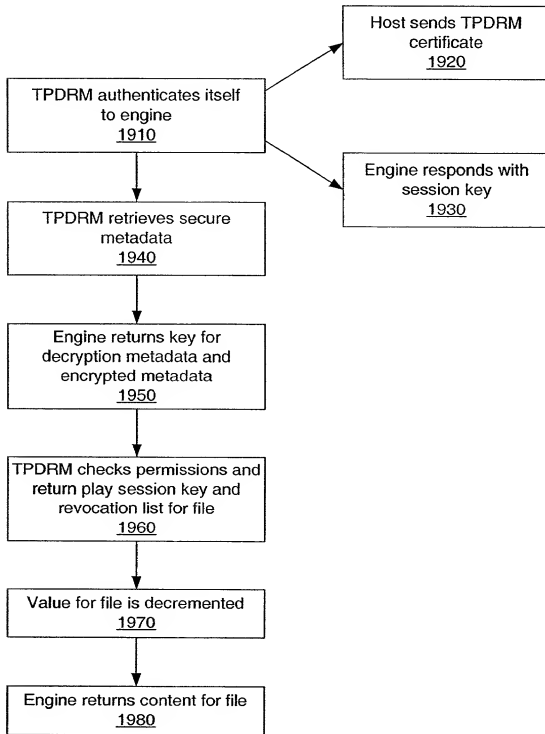 TPDRM authenticates itself
to engine
1910
Host sends TPDRM
certificate
1920
Engine responds with
session key
1930
TPDRM retrieves secure
metadata
1940
Engine returns key for
decryption metadata and
encrypted metadata
1950
TPDRM checks permissions and
return play session key and
revocation list for file
1960
Value for file is decremented
1970
Engine returns content for file
1980